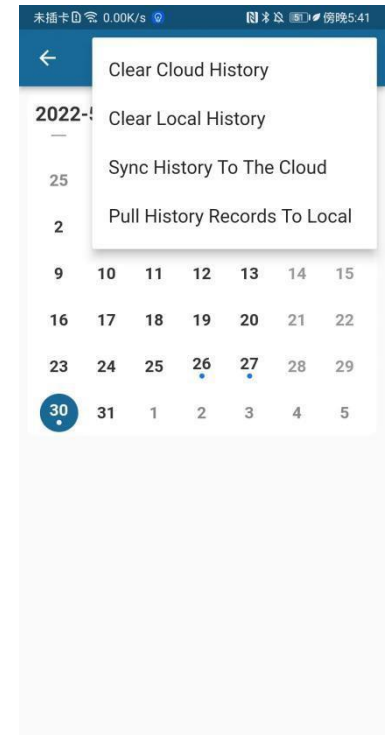 未插卡 0.00K/s 傍晚5:41
Clear Cloud History
2022-5
Clear Local History
25
Sync History To The Cloud
2
Pull History Records To Local
9 10 11 12 13 14 15
16 17 18 19 20 21 22
23 24 25 26 27 28 29
30 31 1 2 3 4 5